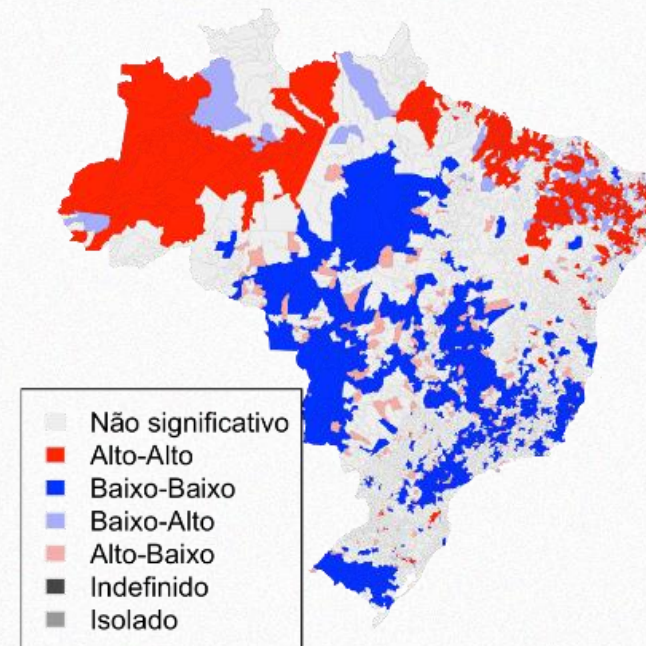 Não significativo
Alto-Alto
Baixo-Baixo
Baixo-Alto
Alto-Baixo
Indefinido
Isolado